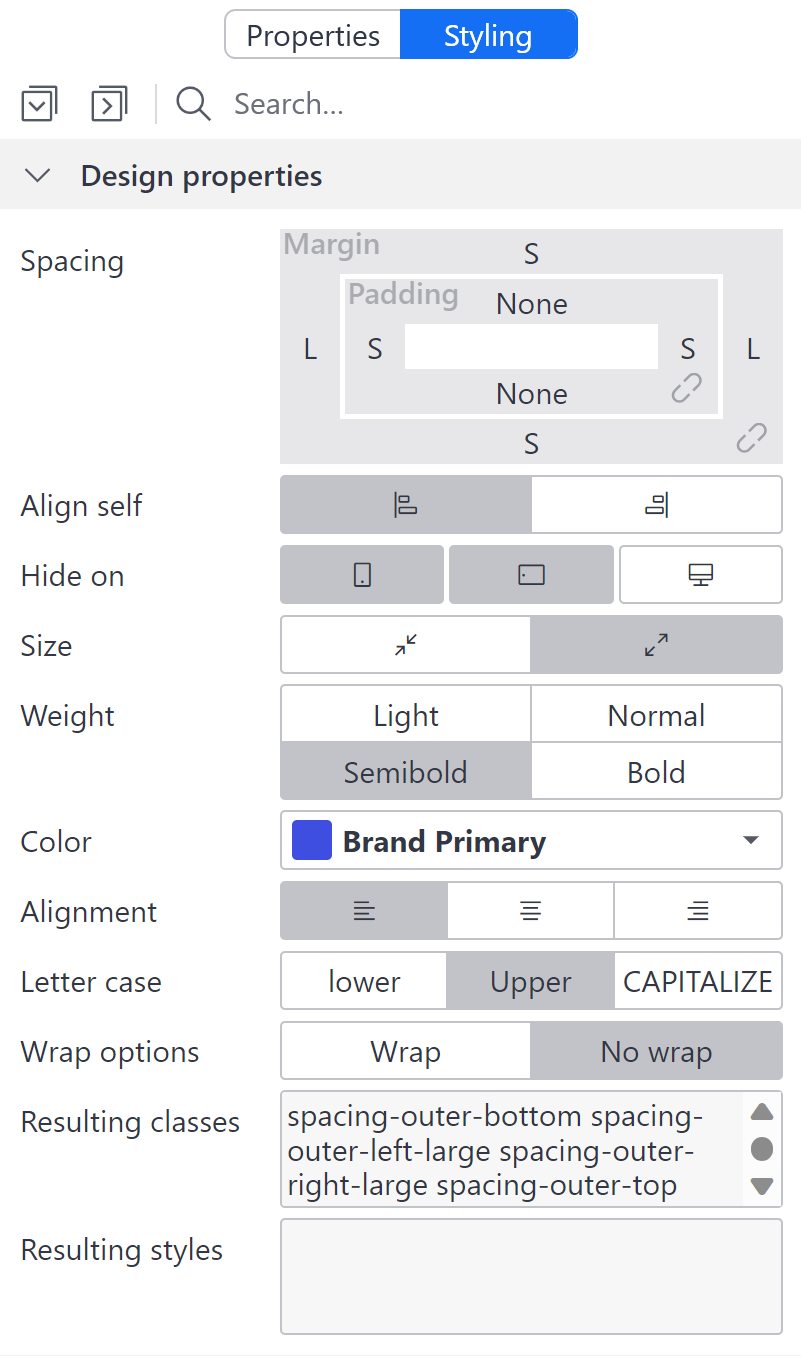 Properties Styling
Search...
Design properties
Spacing
Margin
S
Padding
None
L S S L
None
S
Align self
Hide on
Size
Weight
Light Normal
Semibold Bold
Color Brand Primary
Alignment
Letter case lower Upper CAPITALIZE
Wrap options Wrap No wrap
Resulting classes
spacing-outer-bottom spacing-
outer-left-large spacing-outer-
right-large spacing-outer-top
Resulting styles